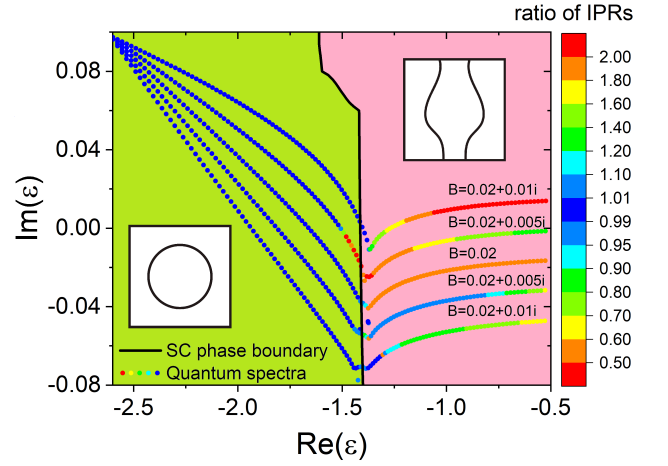 ratio of IPRs
0.08
0.04
0.00
-0.04
-0.08
Im(ε)
B=0.02+0.01i
B=0.02+0.005i
B=0.02
B=0.02+0.005i
B=0.02+0.01i
SC phase boundary
Quantum spectra
-2.5
-2.0
-1.5
-1.0
-0.5
Re(ε)
2.00
1.80
1.60
1.40
1.20
1.10
1.01
0.99
0.95
0.90
0.80
0.70
0.60
0.50